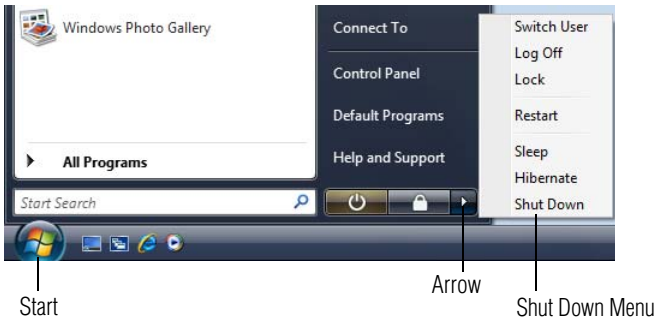 Windows Photo Gallery
All Programs
Start Search
Connect To
Control Panel
Default Programs
Help and Support
Switch User
Log Off
Lock
Restart
Sleep
Hibernate
Shut Down
Start
Arrow
Shut Down Menu